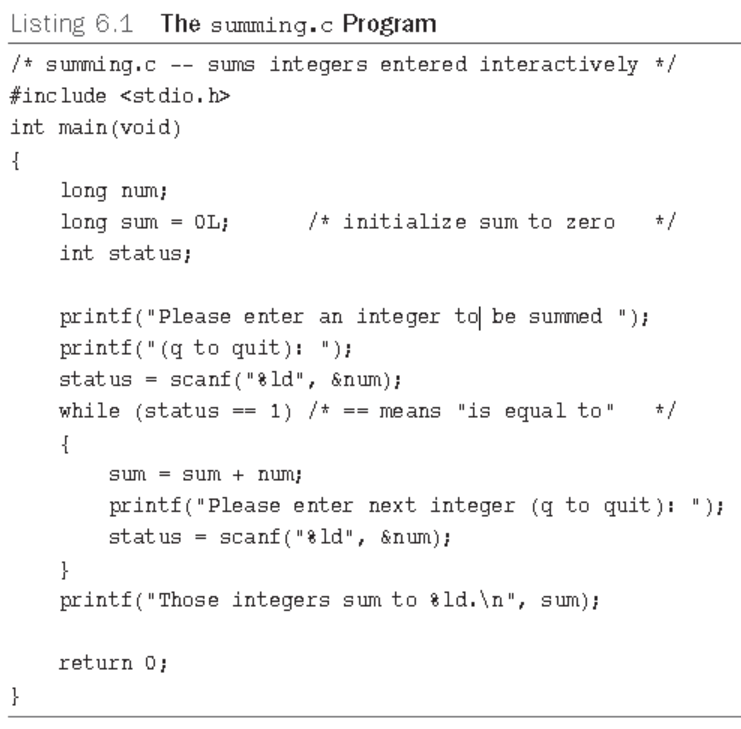 Listing 6.1 The summing.c Program
/* summing.c -- sums integers entered interactively */
#include <stdio.h>
int main(void)
{
    long num;
    long sum = 0L;       /* initialize sum to zero   */
    int status;

    printf("Please enter an integer to be summed ");
    printf("(q to quit): ");
    status = scanf("%ld", &num);
    while (status == 1) /* == means "is equal to"   */
    {
        sum = sum + num;
        printf("Please enter next integer (q to quit): ");
        status = scanf("%ld", &num);
    }
    printf("Those integers sum to %ld.\n", sum);

    return 0;
}